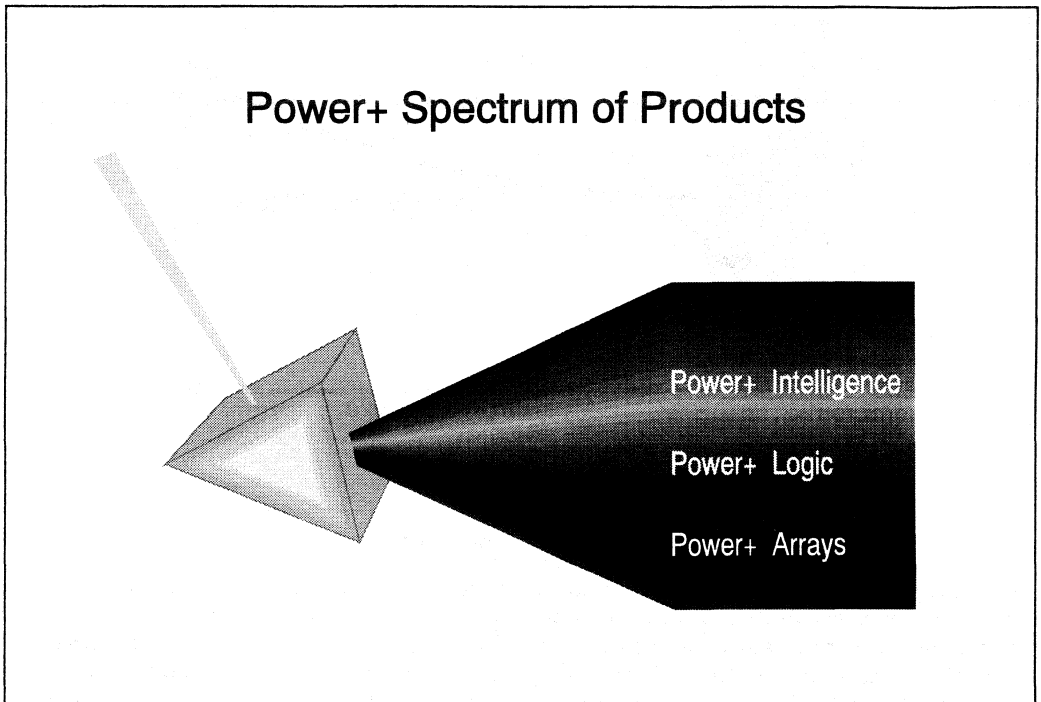 Power+ Spectrum of Products
Power+ Intelligence
Power+ Logic
Power+ Arrays